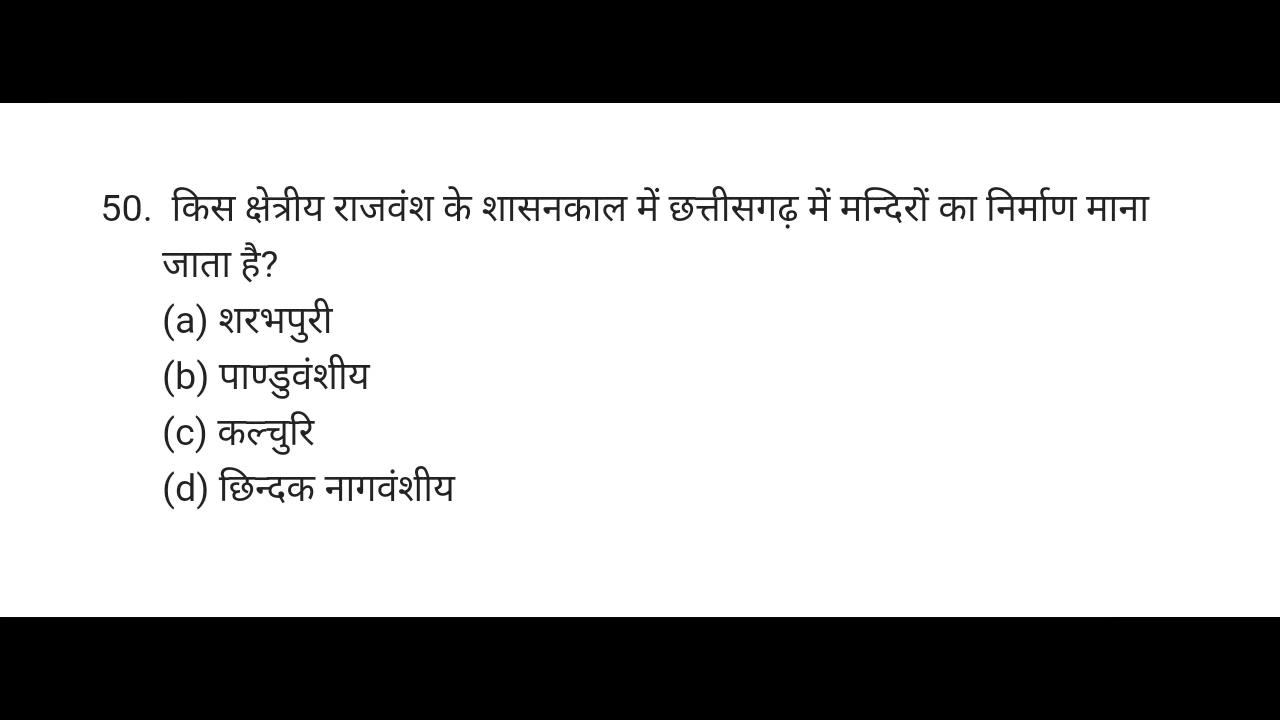 50. किस क्षेत्रीय राजवंश के शासनकाल में छत्तीसगढ़ में मन्दिरों का निर्माण माना
जाता है?
(a) शरभपुरी
(b) पाण्डुवंशीय
(c) कल्चुरि
(d) छिन्दक नागवंशीय